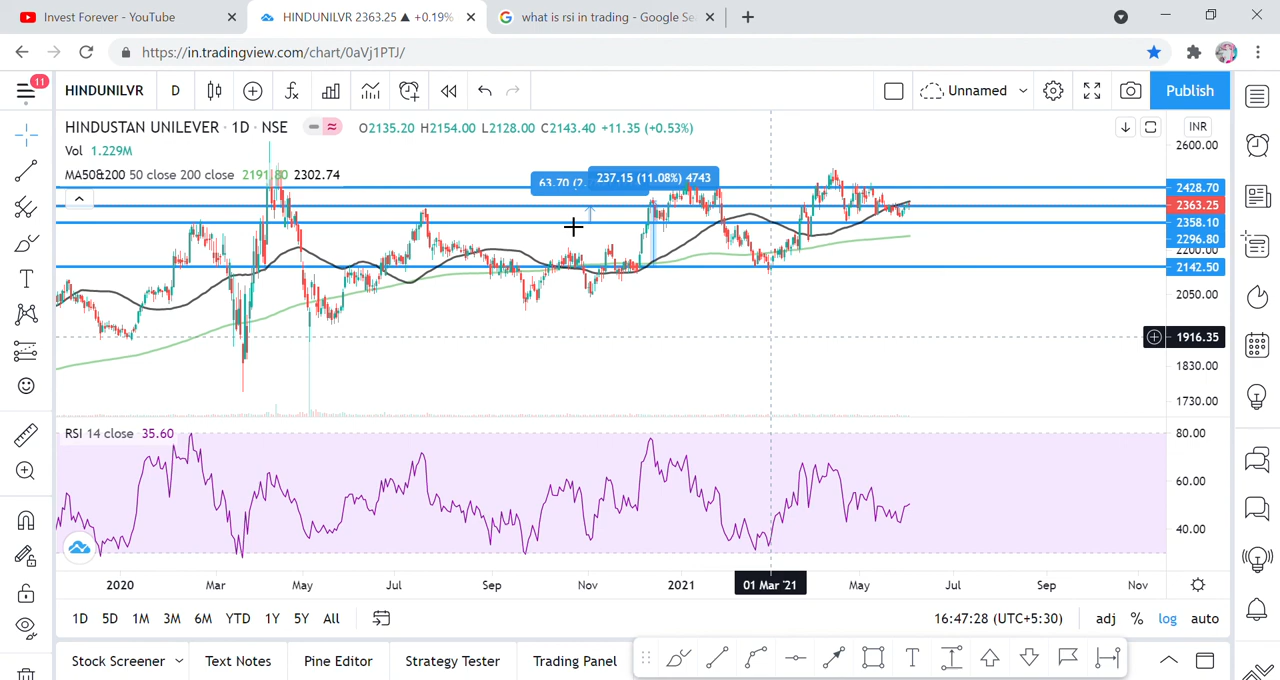 Invest Forever - YouTube
HINDUNILVR 2363.25 ▲ +0.19%
what is rsi in trading - Google Se
https://in.tradingview.com/chart/0aVj1PTJ/
11
HINDUNILVR D
Unnamed
Publish
HINDUSTAN UNILEVER · 1D · NSE
O2135.20 H2154.00 L2128.00 C2143.40 +11.35 (+0.53%)
INR
Vol 1.229M
2600.00
MA50&200 50 close 200 close 2191.80 2302.74
63.70 (2.
237.15 (11.08%) 4743
2428.70
2363.25
2358.10
2296.80
2200.00
2142.50
2050.00
1916.35
1830.00
1730.00
RSI 14 close 35.60
80.00
60.00
40.00
2020 Mar May Jul Sep Nov 2021 01 Mar '21 May Jul Sep Nov
1D 5D 1M 3M 6M YTD 1Y 5Y All
16:47:28 (UTC+5:30) adj % log auto
Stock Screener Text Notes Pine Editor Strategy Tester Trading Panel